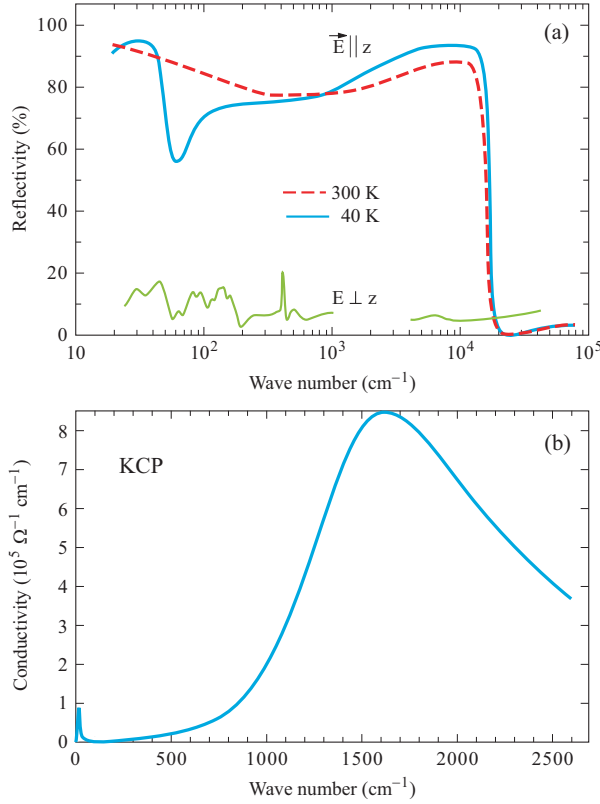 100
80
60
40
20
0
Reflectivity (%)
(a)
E || z
300 K
40 K
E ⊥ z
10 10² 10³ 10⁴ 10⁵
Wave number (cm⁻¹)
8
7
6
5
4
3
2
1
0
Conductivity (10⁵ Ω⁻¹ cm⁻¹)
KCP
(b)
0 500 1000 1500 2000 2500
Wave number (cm⁻¹)